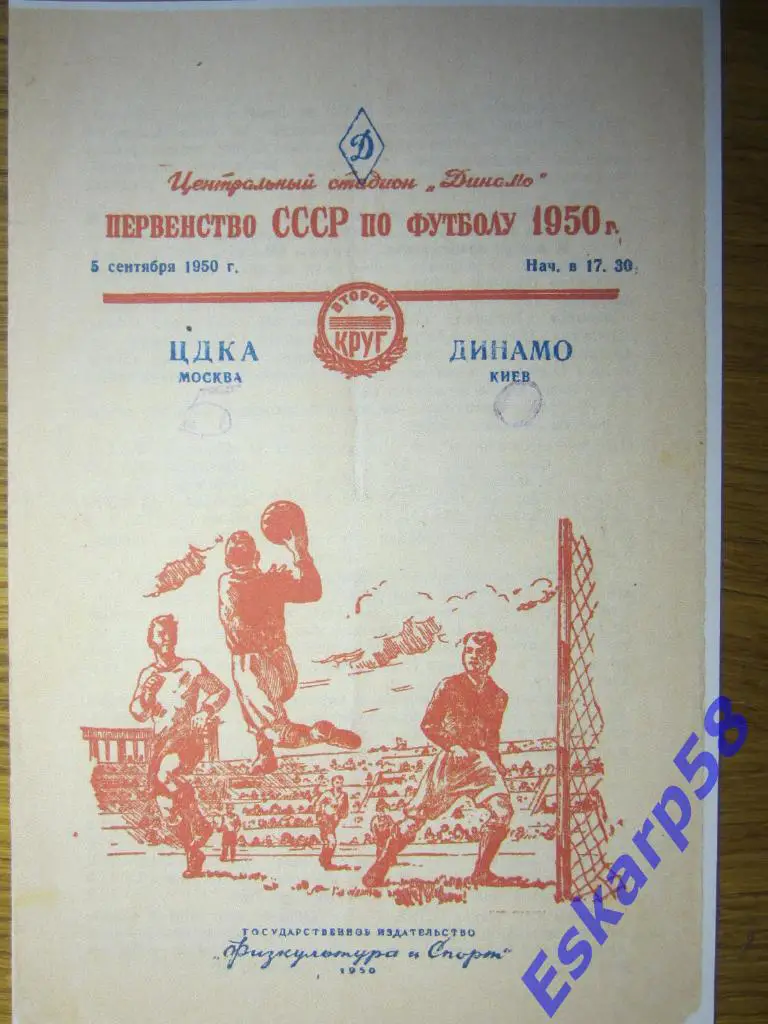 Д
Центральный стадион „Динамо"
ПЕРВЕНСТВО СССР ПО ФУТБОЛУ 1950 г.
5 сентября 1950 г. Нач. в 17. 30
ВТОРОЙ
КРУГ
ЦДКА ДИНАМО
МОСКВА КИЕВ
5 0
ГОСУДАРСТВЕННОЕ ИЗДАТЕЛЬСТВО
„Физкультура и Спорт"
1950
Eskarp58